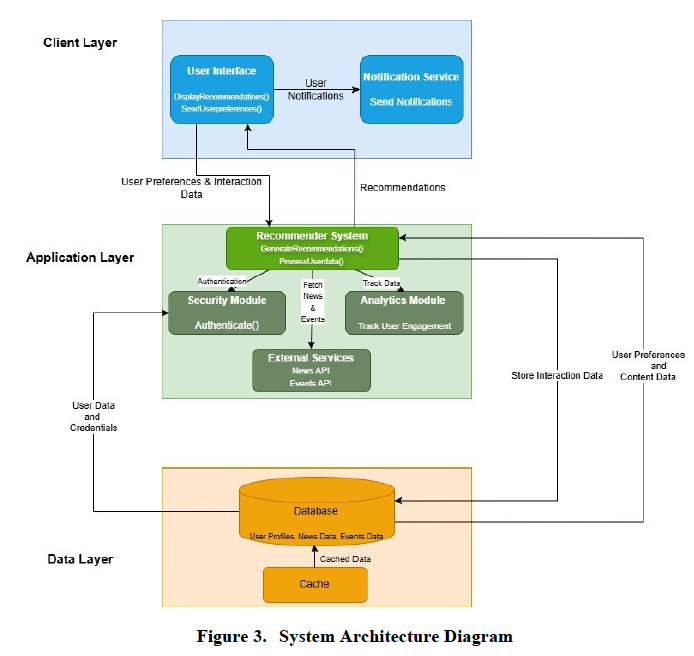 Client Layer
User Interface
DisplayRecommendations()
SendUserpreferences()
User
Notifications
Notification Service
Send Notifications
User Preferences & Interaction
Data
Recommendations
Application Layer
Recommender System
GenerateRecommendations()
ProcessUserdata()
Authentication
Fetch
News
&
Events
Track Data
Security Module
Authenticate()
Analytics Module
Track User Engagement
External Services
News API
Events API
User Preferences
and
Content Data
Store Interaction Data
User Data
and
Credentials
Data Layer
Database
User Profiles, News Data, Events Data
Cached Data
Cache
Figure 3. System Architecture Diagram